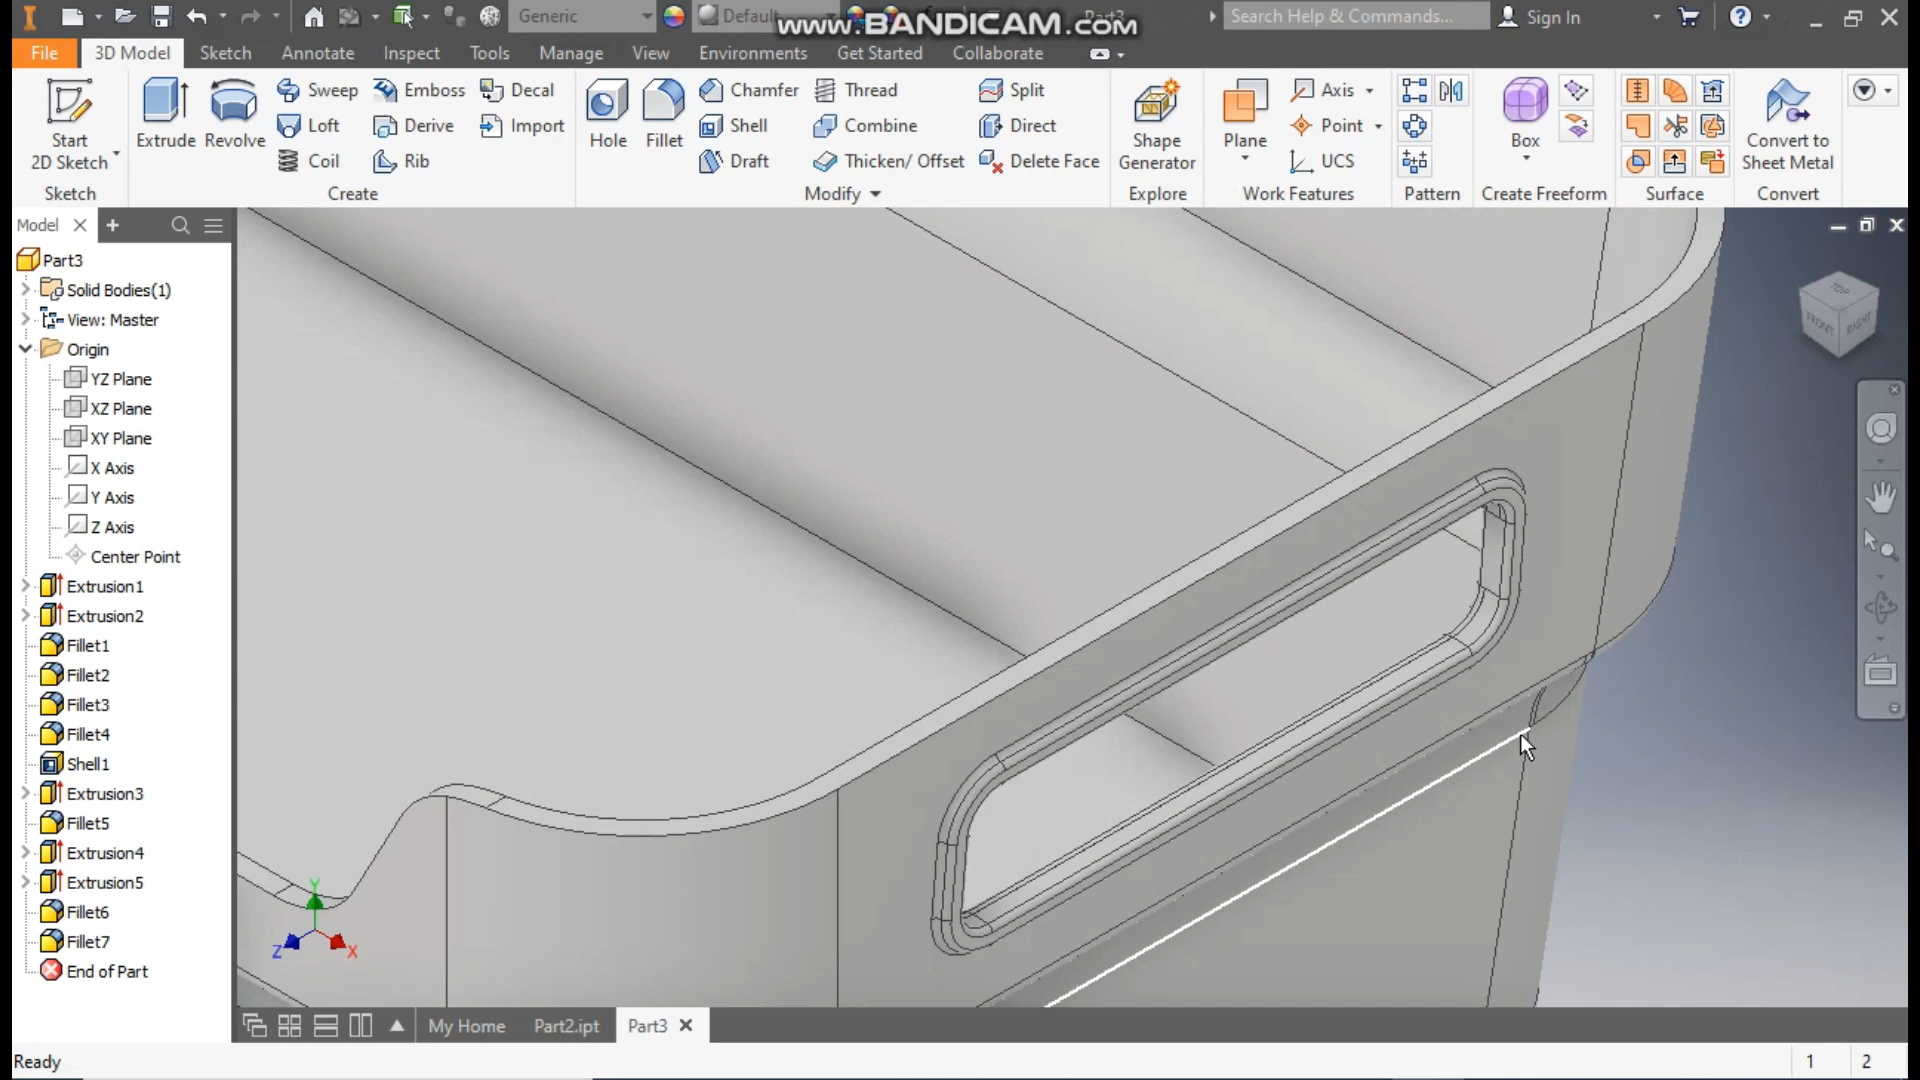 Generic
Default
www.BANDICAM.com
Search Help & Commands...
Sign In
File
3D Model
Sketch
Annotate
Inspect
Tools
Manage
View
Environments
Get Started
Collaborate
Start
2D Sketch
Extrude
Revolve
Sweep
Loft
Coil
Emboss
Derive
Rib
Decal
Import
Hole
Fillet
Chamfer
Shell
Draft
Thread
Combine
Thicken/ Offset
Split
Direct
Delete Face
Shape
Generator
Plane
Axis
Point
UCS
Box
Convert to
Sheet Metal
Sketch
Create
Modify
Explore
Work Features
Pattern
Create Freeform
Surface
Convert
Model
Part3
Solid Bodies(1)
View: Master
Origin
YZ Plane
XZ Plane
XY Plane
X Axis
Y Axis
Z Axis
Center Point
Extrusion1
Extrusion2
Fillet1
Fillet2
Fillet3
Fillet4
Shell1
Extrusion3
Fillet5
Extrusion4
Extrusion5
Fillet6
Fillet7
End of Part
TOP
FRONT
RIGHT
Y
Z
X
My Home
Part2.ipt
Part3
Ready
1
2